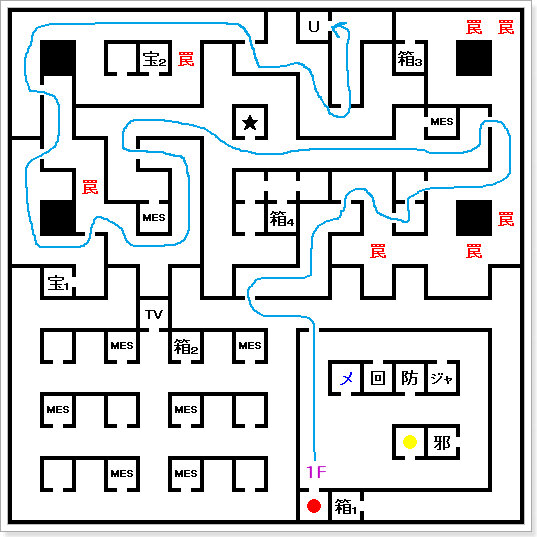 罠 罠
U
宝2 罠 箱3
★ MES
罠
MES 箱4 罠
罠 罠
宝1
TV
MES 箱2 MES
メ 回 防 ジャ
MES MES
邪
MES MES 1F
箱1